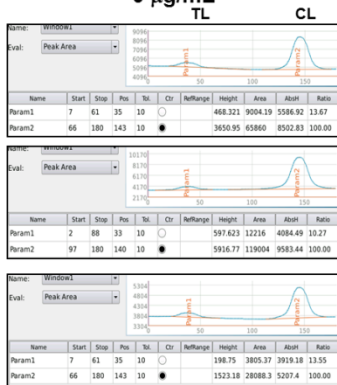 TL CL
Name: Window1
Eval: Peak Area
9096
8096
7096
6096
5096
4096
Param1
Param2
50 100 150
Name Start Stop Pos Tol. Ctr RefRange Height Area AbsH Ratio
Param1 7 61 35 10 468.321 9004.19 5586.92 13.67
Param2 66 180 143 10 3650.95 65860 8502.83 100.00
Name: Window1
Eval: Peak Area
10170
8170
6170
4170
2170
Param1
Param2
50 100 150
Name Start Stop Pos Tol. Ctr RefRange Height Area AbsH Ratio
Param1 2 88 33 10 597.623 12216 4084.49 10.27
Param2 97 180 140 10 5916.77 119004 9583.44 100.00
Name: Window1
Eval: Peak Area
5304
4804
4304
3804
3304
Param1
Param2
50 100 150
Name Start Stop Pos Tol. Ctr RefRange Height Area AbsH Ratio
Param1 7 61 35 10 198.75 3805.37 3919.18 13.55
Param2 66 180 143 10 1523.18 28088.3 5207.4 100.00